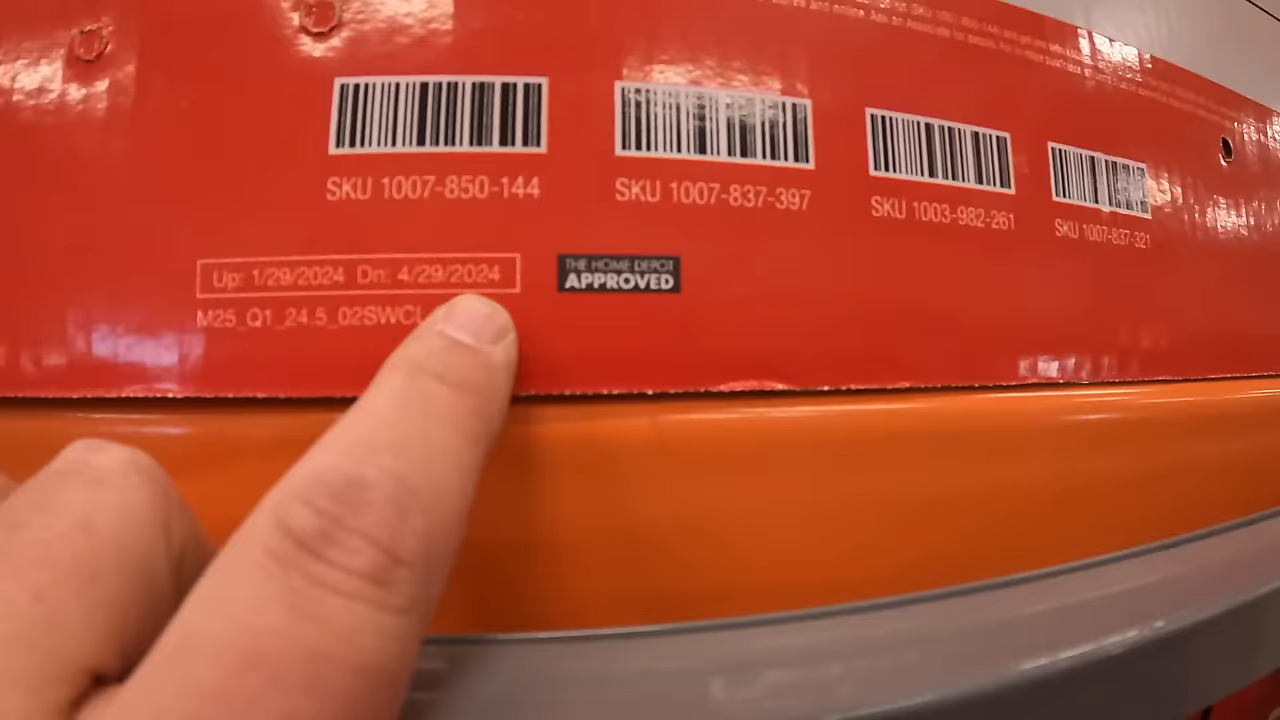 SKU 1007-850-144
SKU 1007-837-397
SKU 1003-982-261
SKU 1007-837-321
Up: 1/29/2024 Dn: 4/29/2024
THE HOME DEPOT
APPROVED
M25_Q1_24.5_02SWCL